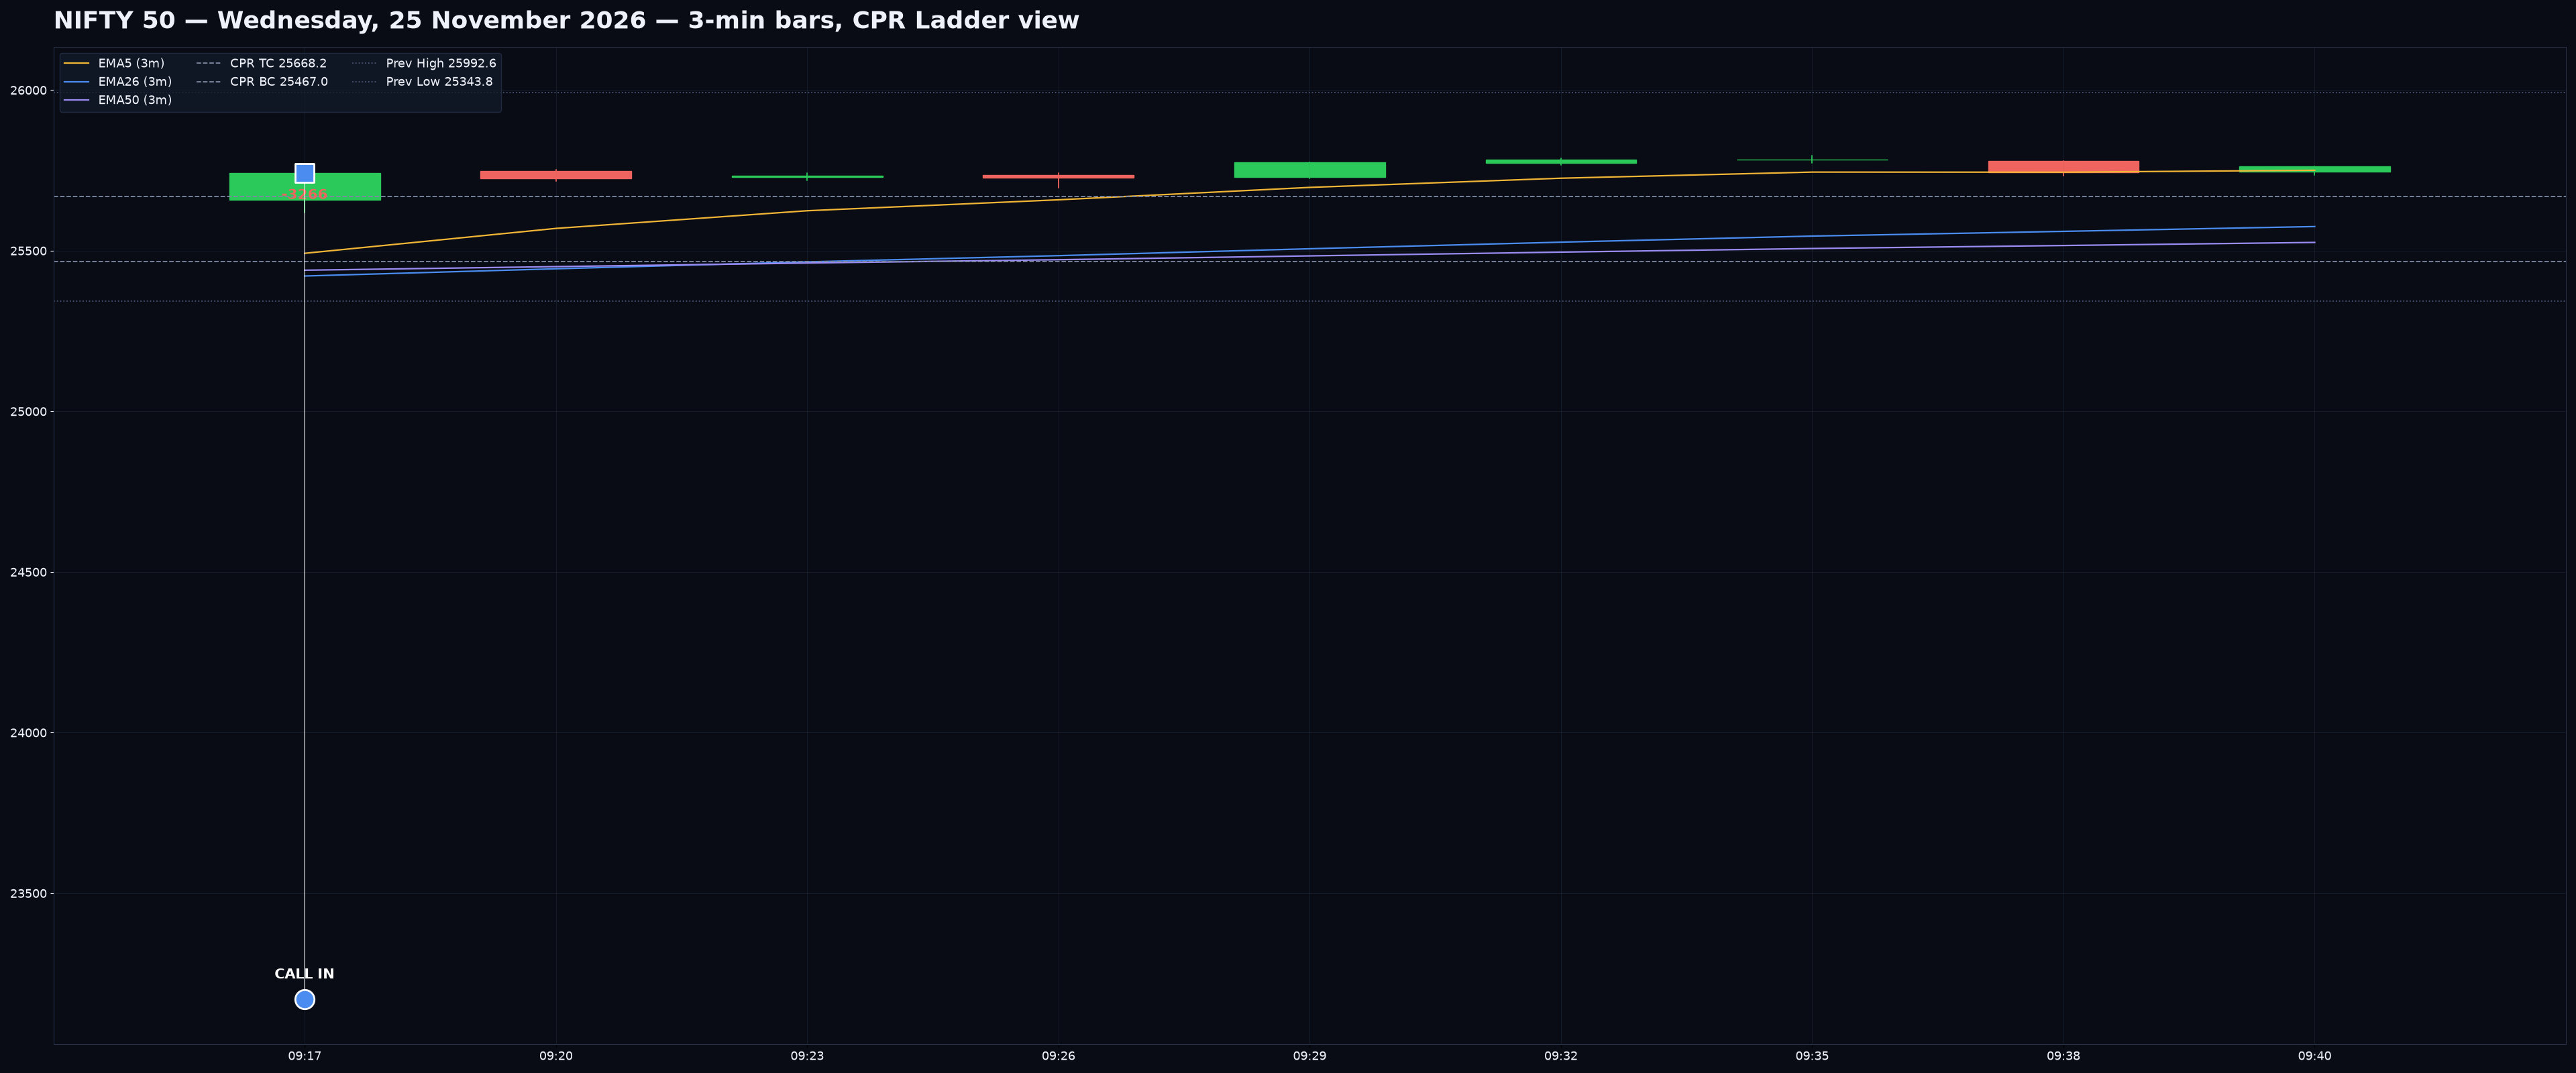 NIFTY 50 — Wednesday, 25 November 2026 — 3-min bars, CPR Ladder view
EMA5 (3m) CPR TC 25668.2 Prev High 25992.6
EMA26 (3m) CPR BC 25467.0 Prev Low 25343.8
EMA50 (3m)
26000
25500
25000
24500
24000
23500
CALL IN
09:17 09:20 09:23 09:26 09:29 09:32 09:35 09:38 09:40